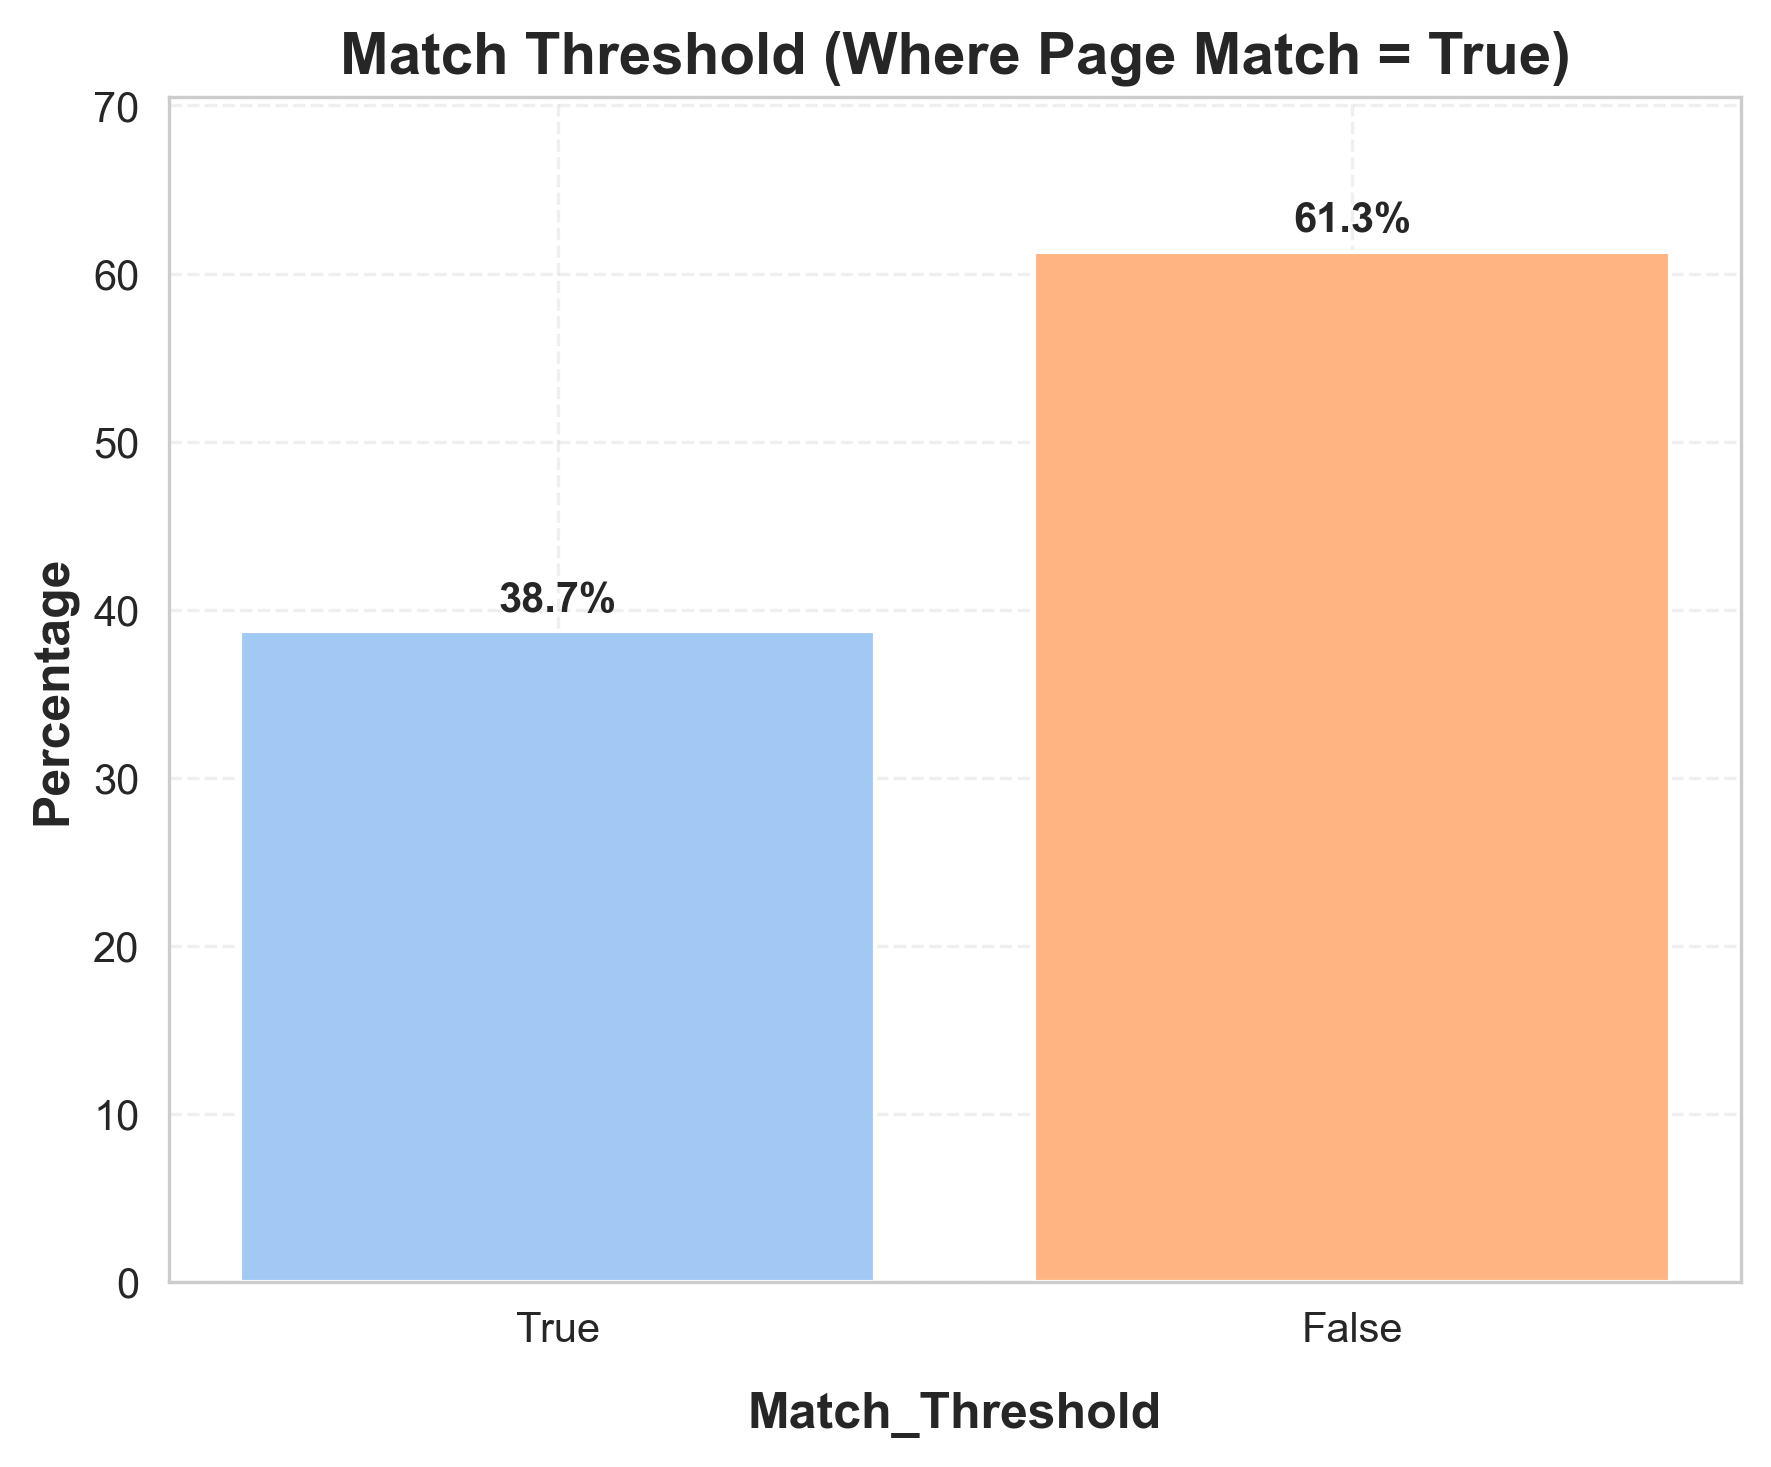 Match Threshold (Where Page Match = True)
70
60
50
40
30
20
10
0
Percentage
38.7%
61.3%
True
False
Match_Threshold